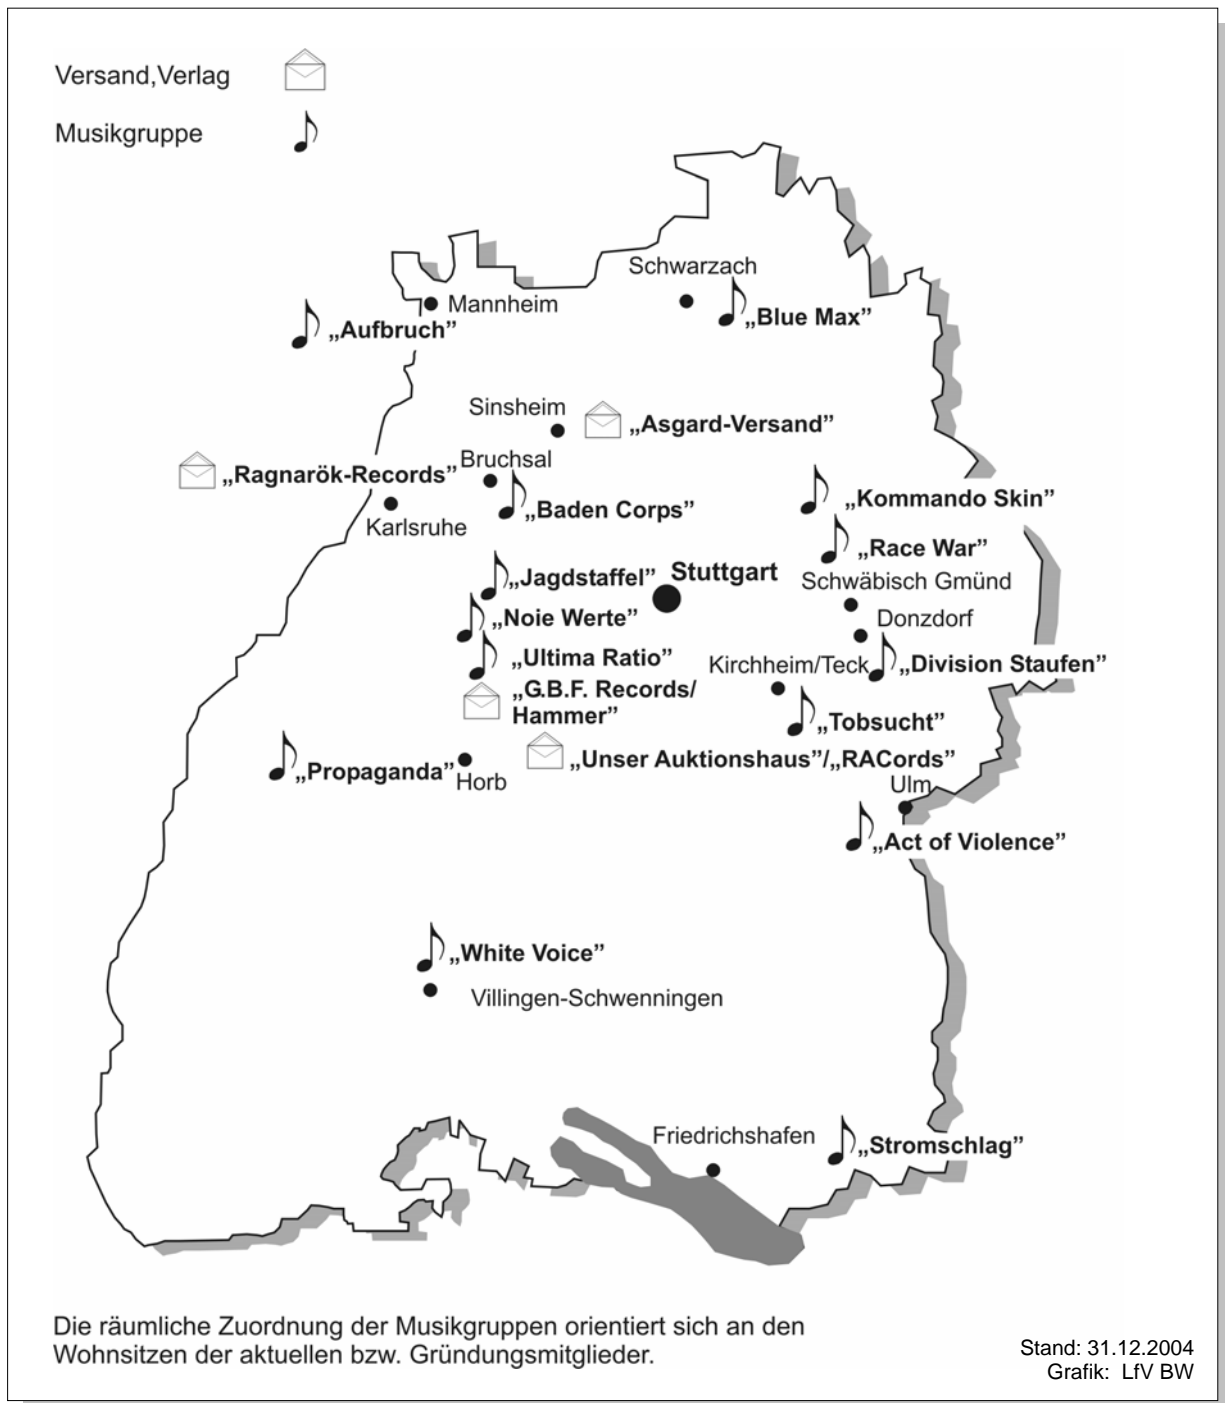 Versand,Verlag
Musikgruppe
Schwarzach
Mannheim
„Blue Max”
„Aufbruch”
Sinsheim
„Asgard-Versand”
Bruchsal
„Ragnarök-Records”
„Kommando Skin”
„Baden Corps”
Karlsruhe
„Race War”
„Jagdstaffel”
Stuttgart
Schwäbisch Gmünd
„Noie Werte”
Donzdorf
„Ultima Ratio”
Kirchheim/Teck
„Division Staufen”
„G.B.F. Records/
Hammer”
„Tobsucht”
„Unser Auktionshaus”/„RACords”
„Propaganda”
Horb
Ulm
„Act of Violence”
„White Voice”
Villingen-Schwenningen
Friedrichshafen
„Stromschlag”
Die räumliche Zuordnung der Musikgruppen orientiert sich an den
Wohnsitzen der aktuellen bzw. Gründungsmitglieder.
Stand: 31.12.2004
Grafik: LfV BW